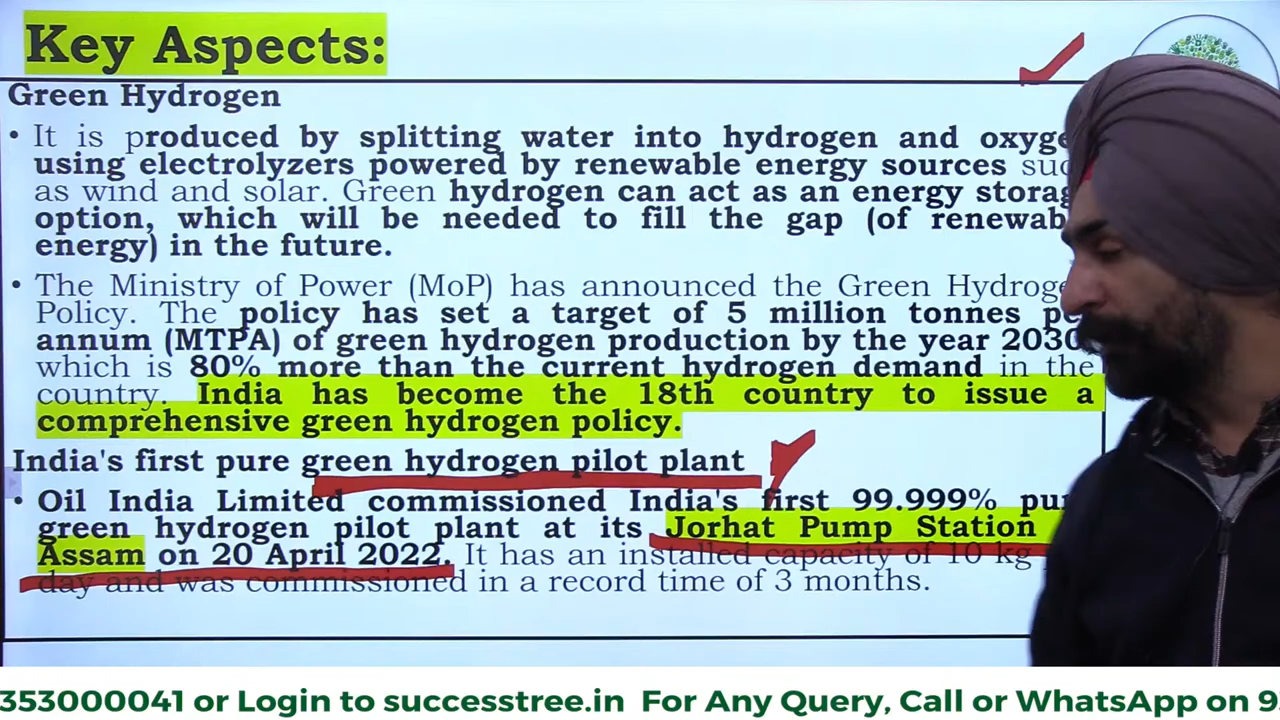 Key Aspects:
Green Hydrogen
• It is produced by splitting water into hydrogen and
using electrolyzers powered by renewable energy sources
as wind and solar. Green hydrogen can act as an energy
option, which will be needed to fill the gap (of
energy) in the future.
• The Ministry of Power (MoP) has announced the Green
Policy. The policy has set a target of 5 million tonnes
annum (MTPA) of green hydrogen production by the year 2030
which is 80% more than the current hydrogen demand in the
country. India has become the 18th country to issue a
comprehensive green hydrogen policy.
India's first pure green hydrogen pilot plant
• Oil India Limited commissioned India's first 99.999%
green hydrogen pilot plant at its Jorhat Pump Station
Assam on 20 April 2022. It has an installed capacity of 10 kg
day and was commissioned in a record time of 3 months.
353000041 or Login to successtree.in For Any Query, Call or WhatsApp on 9